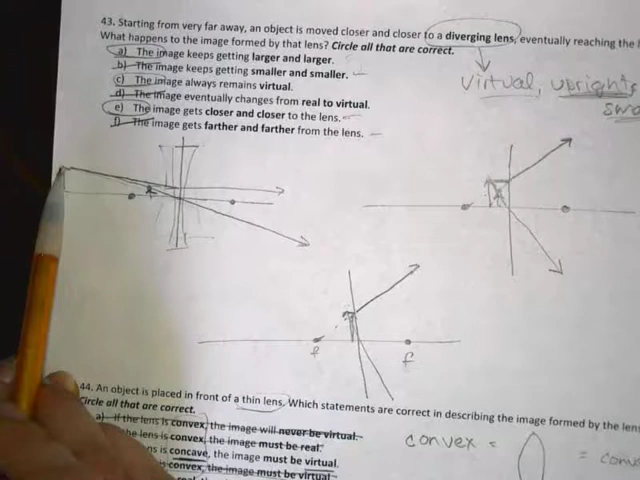 43. Starting from very far away, an object is moved closer and closer to a diverging lens, eventually reaching the
What happens to the image formed by that lens? Circle all that are correct.
a) The image keeps getting larger and larger.
b) The image keeps getting smaller and smaller.
c) The image always remains virtual.
d) The image eventually changes from real to virtual.
e) The image gets closer and closer to the lens.
f) The image gets farther and farther from the lens.
virtual, upright,
f
f
44. An object is placed in front of a thin lens. Which statements are correct in describing the image formed by the lens
Circle all that are correct.
a) If the lens is convex, the image will never be virtual.
the lens is convex, the image must be real.
ns is concave, the image must be virtual.
is convex, the image must be virtual.
convex =
=